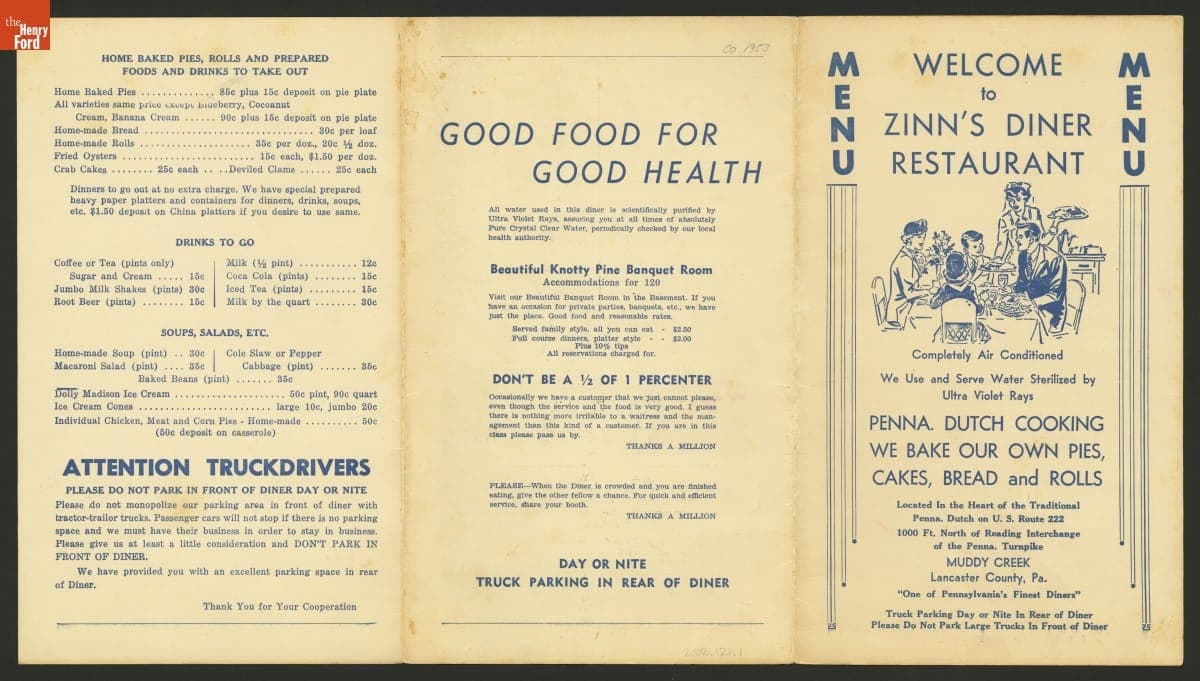 the
Henry
Ford
HOME BAKED PIES, ROLLS AND PREPARED
FOODS AND DRINKS TO TAKE OUT
Home Baked Pies .............. 85c plus 15c deposit on pie plate
All varieties same price except Blueberry, Cocoanut
Cream, Banana Cream ...... 90c plus 15c deposit on pie plate
Home-made Bread ................................ 30c per loaf
Home-made Rolls .................... 35c per doz., 20c ½ doz.
Fried Oysters ........................ 15c each, $1.50 per doz.
Crab Cakes ........ 25c each .. ..Deviled Clams ...... 25c each
Dinners to go out at no extra charge. We have special prepared
heavy paper platters and containers for dinners, drinks, soups,
etc. $1.50 deposit on China platters if you desire to use same.
DRINKS TO GO
Coffee or Tea (pints only)
Sugar and Cream ..... 15c
Jumbo Milk Shakes (pints) 30c
Root Beer (pints) ........ 15c
Milk (½ pint) ........... 12c
Coca Cola (pints) ........ 15c
Iced Tea (pints) ......... 15c
Milk by the quart ........ 30c
SOUPS, SALADS, ETC.
Home-made Soup (pint) .. 30c
Macaroni Salad (pint) .... 35c
Cole Slaw or Pepper
Cabbage (pint) ....... 35c
Baked Beans (pint) ....... 35c
Dolly Madison Ice Cream ..................... 50c pint, 90c quart
Ice Cream Cones ......................... large 10c, jumbo 20c
Individual Chicken, Meat and Corn Pies - Home-made .......... 50c
(50c deposit on casserole)
ATTENTION TRUCKDRIVERS
PLEASE DO NOT PARK IN FRONT OF DINER DAY OR NITE
Please do not monopolize our parking area in front of diner with
tractor-trailor trucks. Passenger cars will not stop if there is no parking
space and we must have their business in order to stay in business.
Please give us at least a little consideration and DON'T PARK IN
FRONT OF DINER.
We have provided you with an excellent parking space in rear
of Diner.
Thank You for Your Cooperation
Co. 1953
GOOD FOOD FOR
GOOD HEALTH
All water used in this diner is scientifically purified by
Ultra Violet Rays, assuring you at all times of absolutely
Pure Crystal Clear Water, periodically checked by our local
health authority.
Beautiful Knotty Pine Banquet Room
Accommodations for 120
Visit our Beautiful Banquet Room in the Basement. If you
have an occasion for private parties, banquets, etc., we have
just the place. Good food and reasonable rates.
Served family style, all you can eat - $2.50
Full course dinners, platter style - - $2.00
Plus 10% tips
All reservations charged for.
DON'T BE A ½ OF 1 PERCENTER
Occasionally we have a customer that we just cannot please,
even though the service and the food is very good. I guess
there is nothing more irritable to a waitress and the man-
agement than this kind of a customer. If you are in this
class please pass us by.
THANKS A MILLION
PLEASE—When the Diner is crowded and you are finished
eating, give the other fellow a chance. For quick and efficient
service, share your booth.
THANKS A MILLION
DAY OR NITE
TRUCK PARKING IN REAR OF DINER
2002.121.1
MENU
MENU
WELCOME
to
ZINN'S DINER
RESTAURANT
Completely Air Conditioned
We Use and Serve Water Sterilized by
Ultra Violet Rays
PENNA. DUTCH COOKING
WE BAKE OUR OWN PIES,
CAKES, BREAD and ROLLS
Located In the Heart of the Traditional
Penna. Dutch on U. S. Route 222
1000 Ft. North of Reading Interchange
of the Penna. Turnpike
MUDDY CREEK
Lancaster County, Pa.
"One of Pennsylvania's Finest Diners"
Truck Parking Day or Nite In Rear of Diner
Please Do Not Park Large Trucks In Front of Diner
25
25